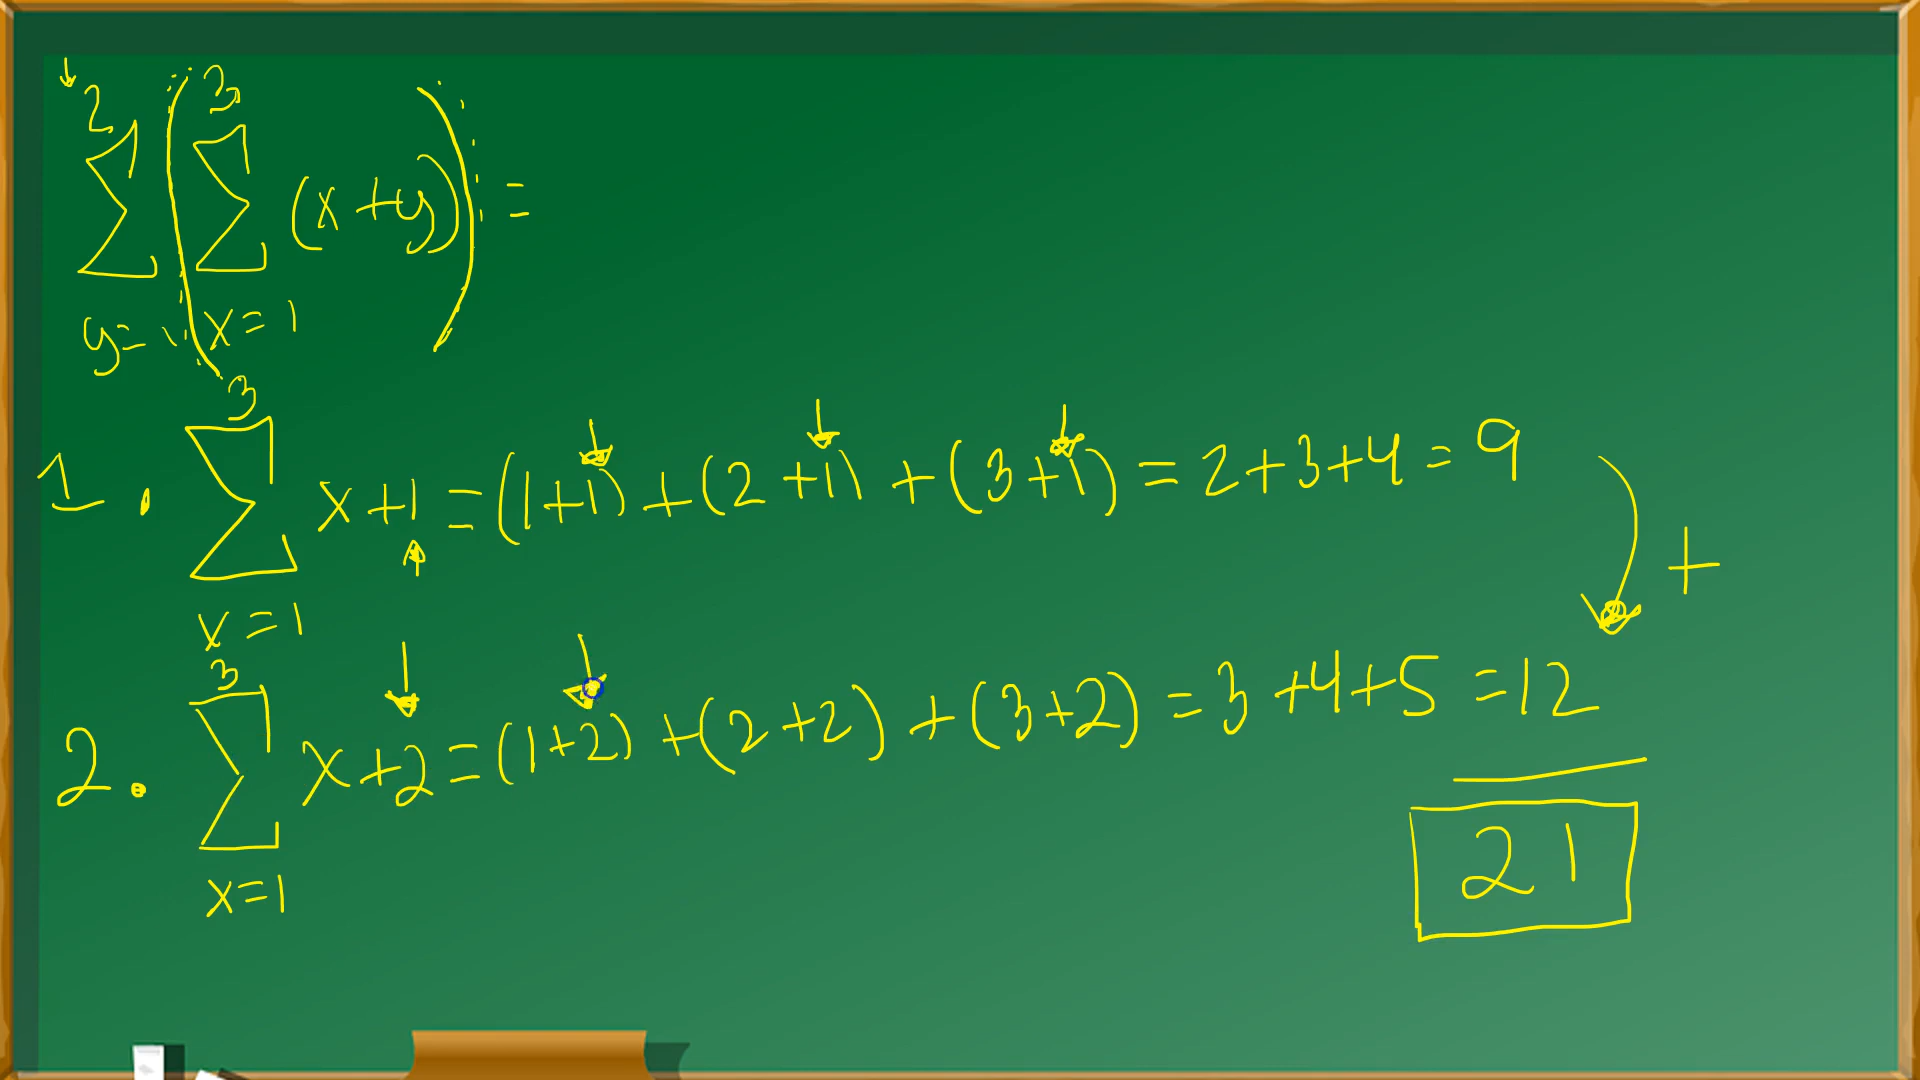 2 3
∑ ( ∑ (x+y) ) =
y=1 x=1
3
1. ∑ x+1 = (1+1) + (2+1) + (3+1) = 2+3+4 = 9
x=1
+
3
2. ∑ x+2 = (1+2) + (2+2) + (3+2) = 3+4+5 = 12
x=1
21